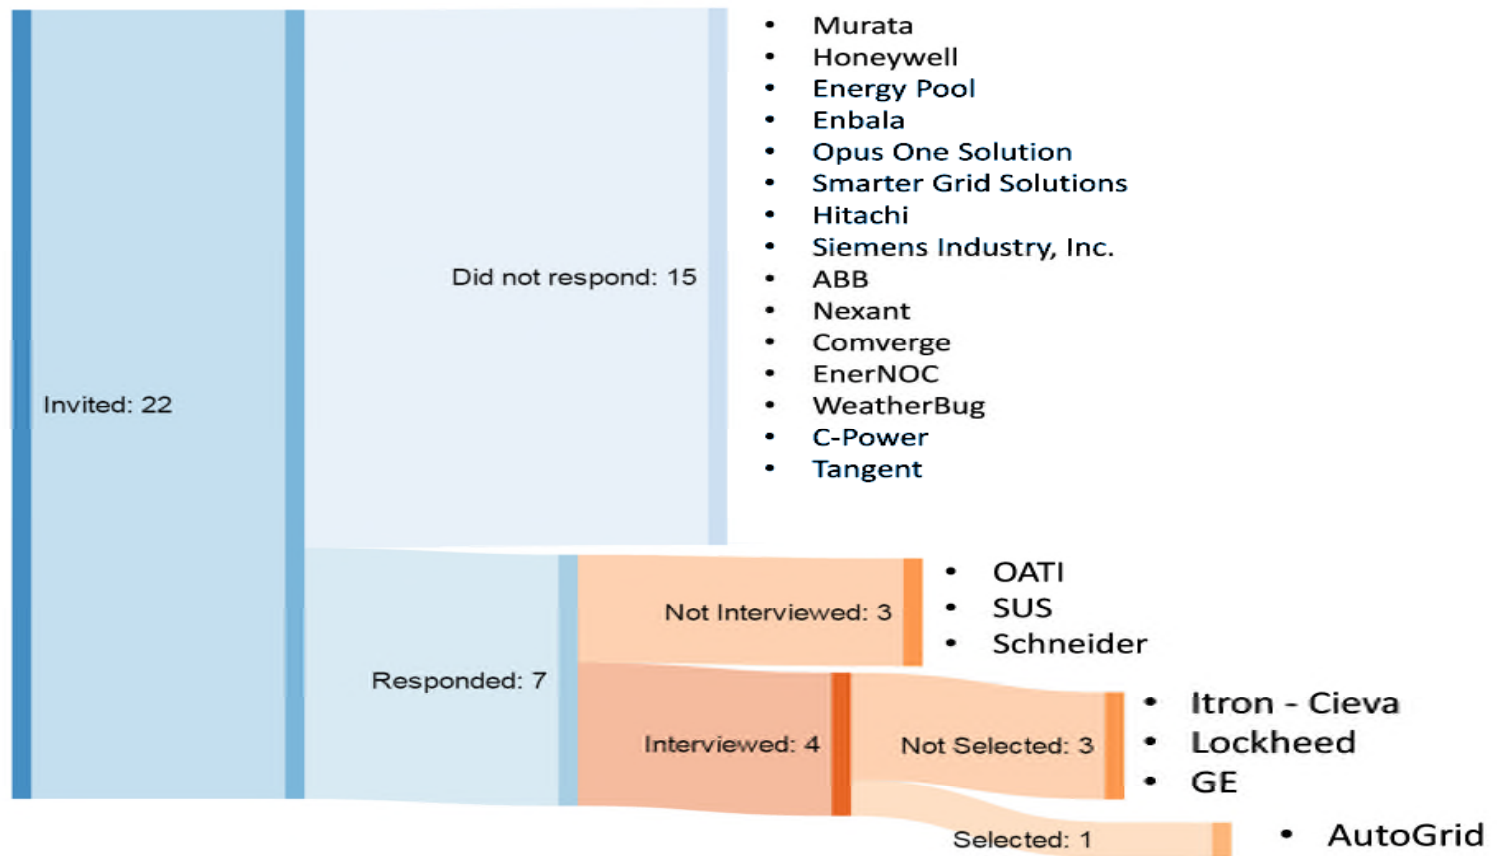 Invited: 22
Did not respond: 15
• Murata
• Honeywell
• Energy Pool
• Enbala
• Opus One Solution
• Smarter Grid Solutions
• Hitachi
• Siemens Industry, Inc.
• ABB
• Nexant
• Comverge
• EnerNOC
• WeatherBug
• C-Power
• Tangent
Responded: 7
Not Interviewed: 3
• OATI
• SUS
• Schneider
Interviewed: 4
Not Selected: 3
• Itron - Cieva
• Lockheed
• GE
Selected: 1
• AutoGrid